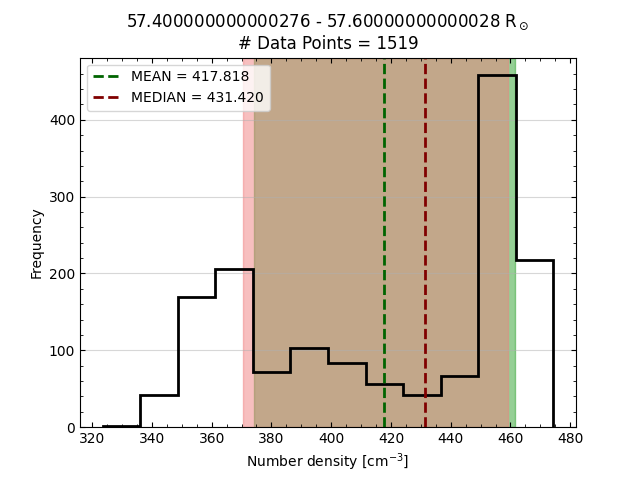 57.400000000000276 - 57.60000000000028 R⊙
# Data Points = 1519
MEAN = 417.818
MEDIAN = 431.420
Frequency
400
300
200
100
0
320 340 360 380 400 420 440 460 480
Number density [cm⁻³]